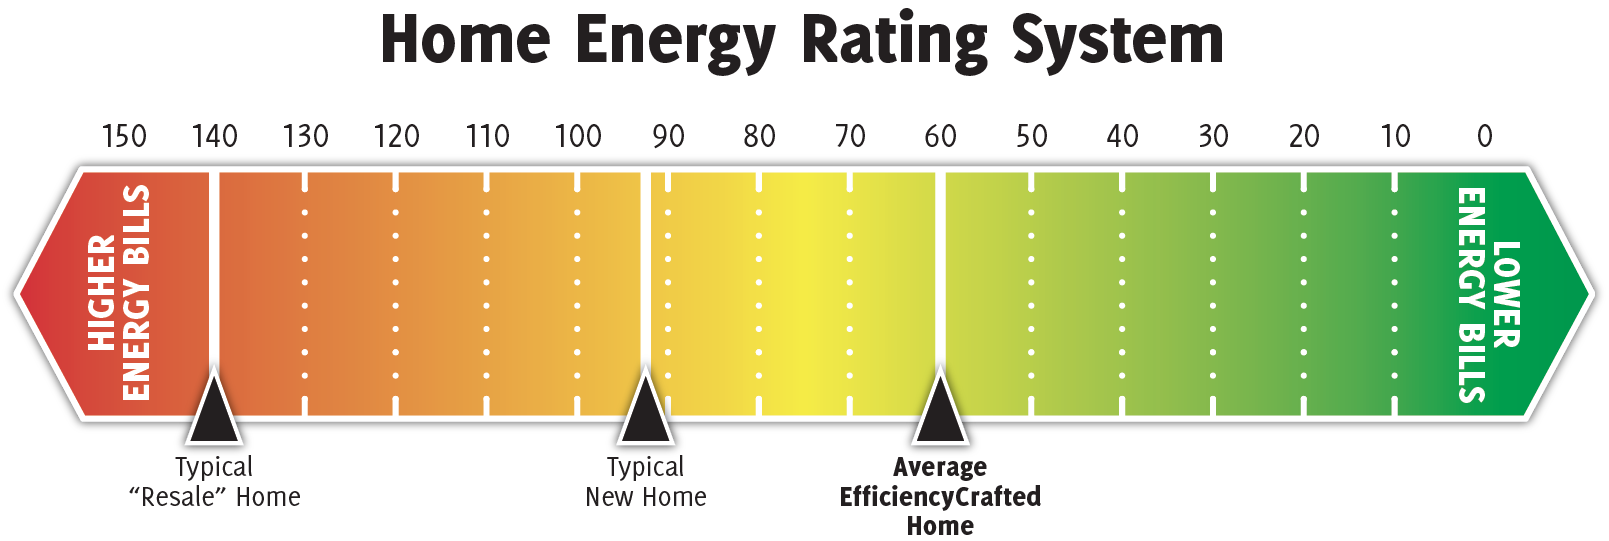 Home Energy Rating System
150 140 130 120 110 100 90 80 70 60 50 40 30 20 10 0
HIGHER
ENERGY BILLS
LOWER
ENERGY BILLS
Typical
“Resale” Home
Typical
New Home
Average
EfficiencyCrafted
Home